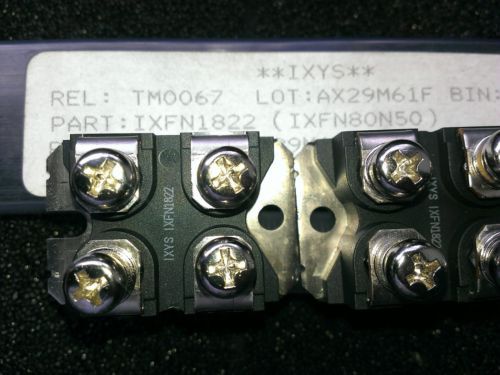 **IXYS**
REL: TM0067 LOT:AX29M61F BIN:
PART:IXFN1822 (IXFN80N50)
IXYS IXFN1822
IXYS IXFN1822